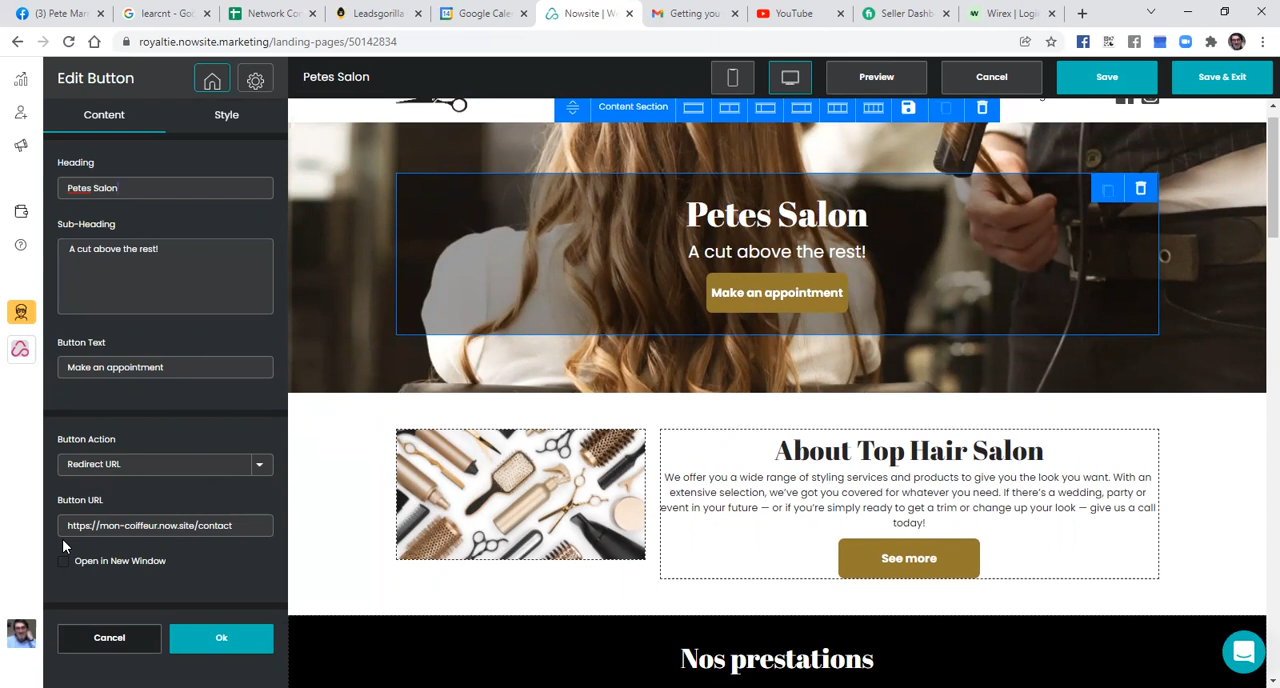 (3) Pete Mar
learcnt - Go
Network Co
Leadsgorilla
Google Cale
Nowsite | W
Getting you
YouTube
Seller Dashb
Wirex | Logi
royaltie.nowsite.marketing/landing-pages/50142834
Edit Button
Petes Salon
Preview
Cancel
Save
Save & Exit
Content
Style
Content Section
Heading
Petes Salon
Sub-Heading
A cut above the rest!
Button Text
Make an appointment
Button Action
Redirect URL
Button URL
https://mon-coiffeur.now.site/contact
Open in New Window
Cancel
Ok
Petes Salon
A cut above the rest!
Make an appointment
About Top Hair Salon
We offer you a wide range of styling services and products to give you the look you want. With an
extensive selection, we've got you covered for whatever you need. If there's a wedding, party or
event in your future — or if you're simply ready to get a trim or change up your look — give us a call
today!
See more
Nos prestations